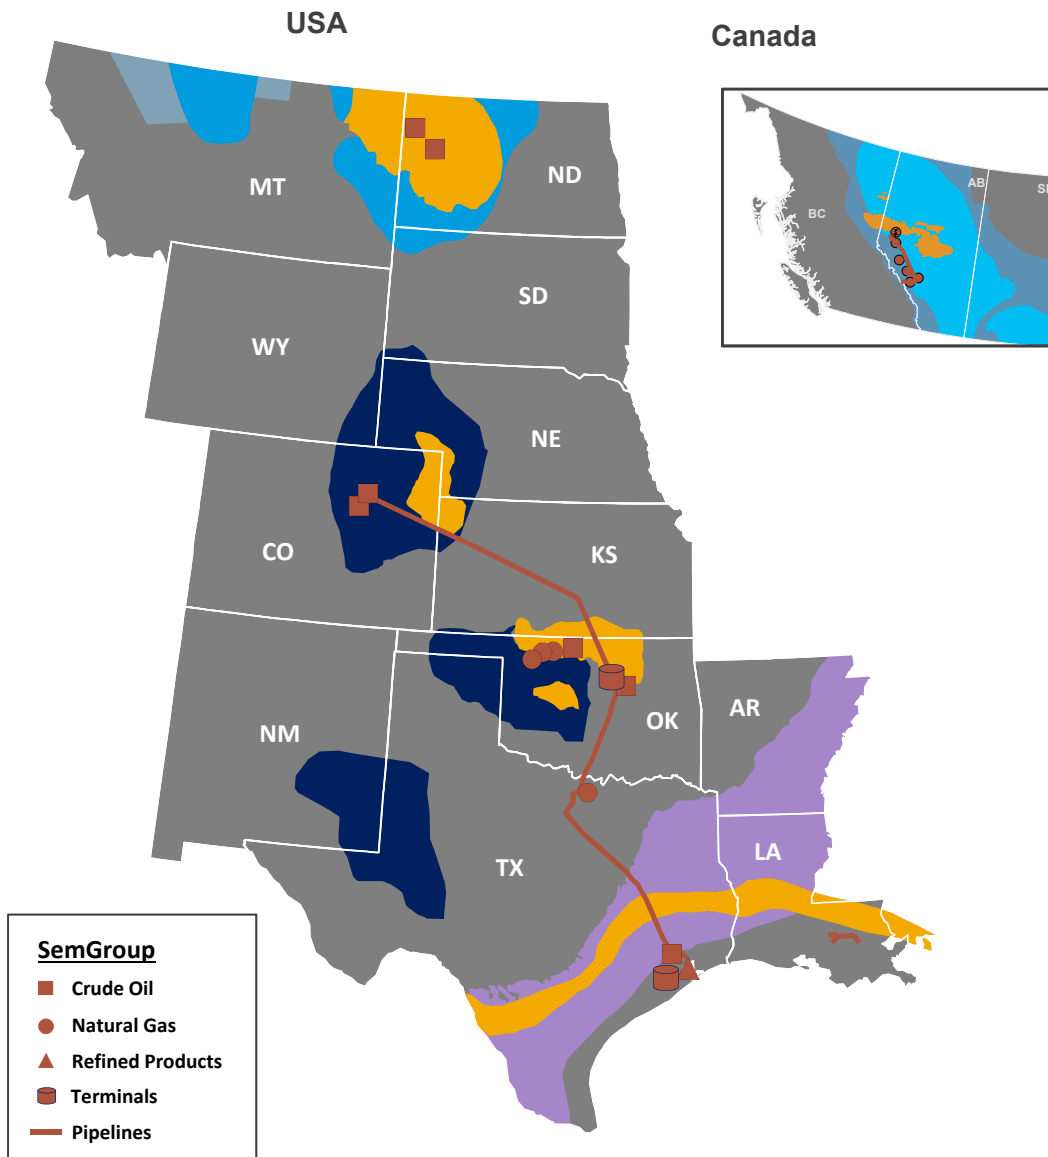 USA
Canada
MT
ND
AB
BC
SD
WY
NE
CO
KS
NM
OK
AR
TX
LA
SemGroup
Crude Oil
Natural Gas
Refined Products
Terminals
Pipelines